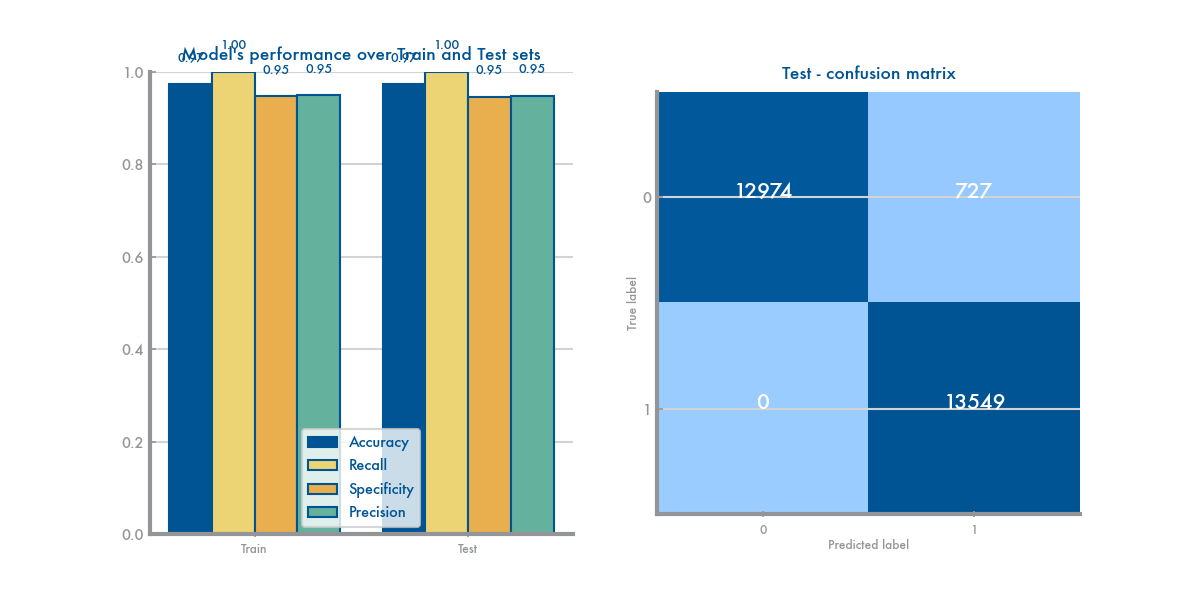 Model's performance over Train and Test sets
0.97
1.00
0.95
0.95
0.97
1.00
0.95
0.95
1.0
0.8
0.6
0.4
0.2
0.0
Accuracy
Recall
Specificity
Precision
Train
Test
Test - confusion matrix
12974
727
0
0
13549
1
True label
0
1
Predicted label